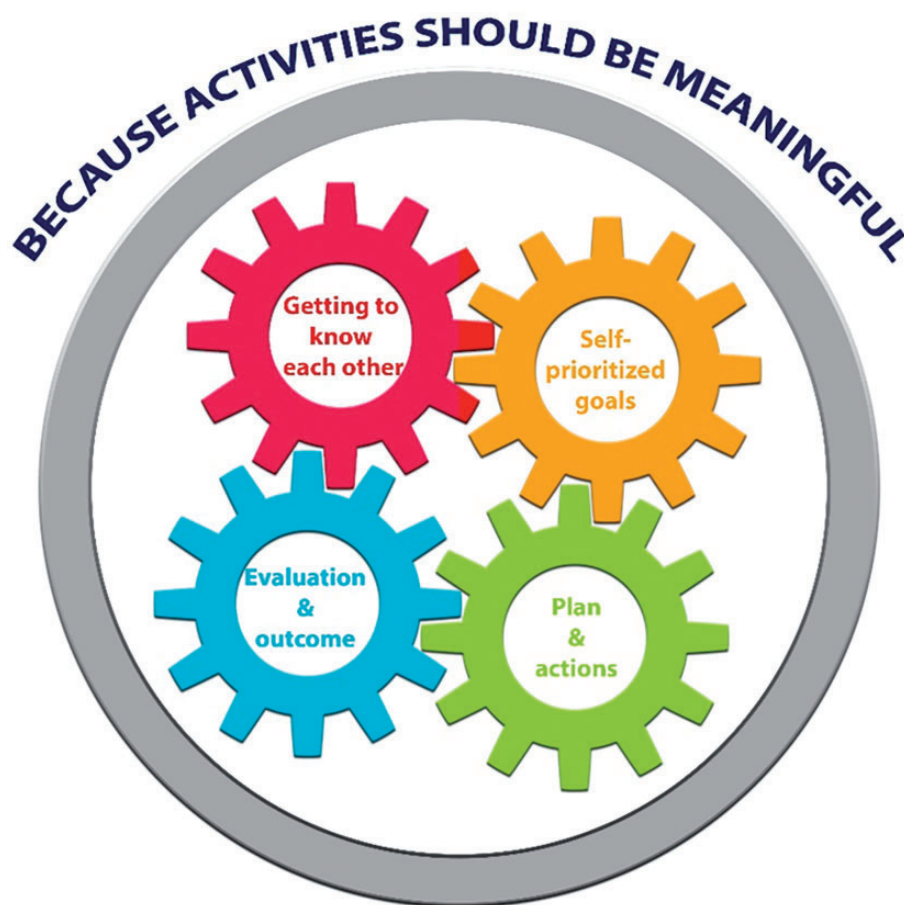 BECAUSE ACTIVITIES SHOULD BE MEANINGFUL
Getting to
know
each other
Self-
prioritized
goals
Evaluation
&
outcome
Plan
&
actions